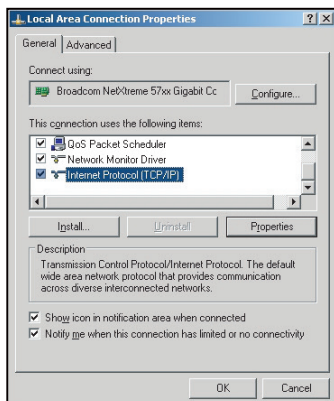 Local Area Connection Properties
General Advanced
Connect using:
Broadcom NetXtreme 57xx Gigabit Cc
Configure...
This connection uses the following items:
QoS Packet Scheduler
Network Monitor Driver
Internet Protocol (TCP/IP)
Install... Uninstall Properties
Description
Transmission Control Protocol/Internet Protocol. The default
wide area network protocol that provides communication
across diverse interconnected networks.
Show icon in notification area when connected
Notify me when this connection has limited or no connectivity
OK Cancel